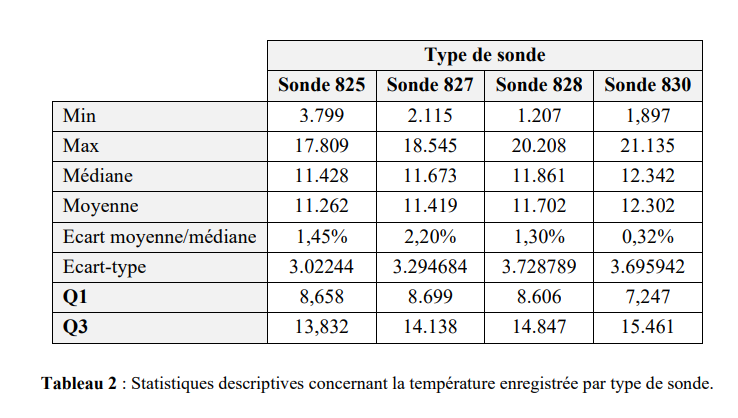 Type de sonde
Sonde 825 Sonde 827 Sonde 828 Sonde 830
Min 3.799 2.115 1.207 1,897
Max 17.809 18.545 20.208 21.135
Médiane 11.428 11.673 11.861 12.342
Moyenne 11.262 11.419 11.702 12.302
Ecart moyenne/médiane 1,45% 2,20% 1,30% 0,32%
Ecart-type 3.02244 3.294684 3.728789 3.695942
Q1 8,658 8.699 8.606 7,247
Q3 13,832 14.138 14.847 15.461
Tableau 2 : Statistiques descriptives concernant la température enregistrée par type de sonde.